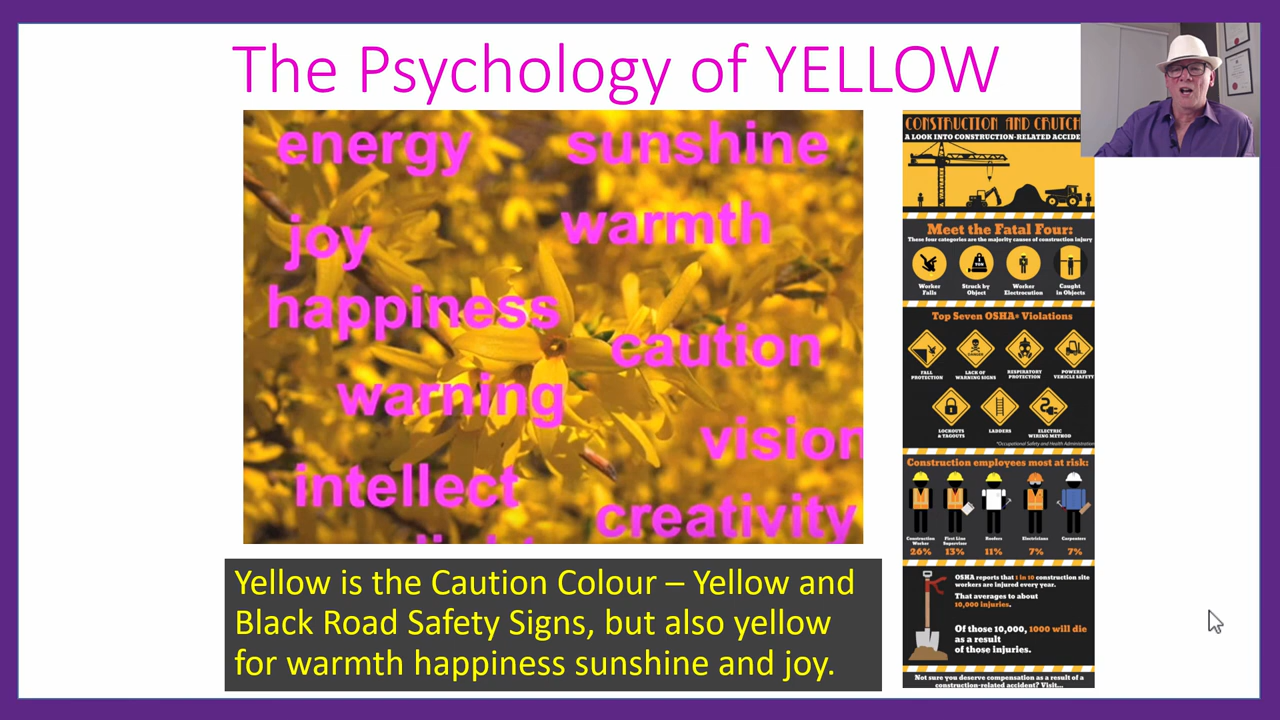 The Psychology of YELLOW
energy
sunshine
joy
warmth
happiness
caution
warning
vision
intellect
creativity
Yellow is the Caution Colour – Yellow and
Black Road Safety Signs, but also yellow
for warmth happiness sunshine and joy.
CONSTRUCTION AND CRUTCH
A LOOK INTO CONSTRUCTION-RELATED ACCIDE
Meet the Fatal Four:
These four categories are the majority causes of construction injury
Worker Falls
Struck by Object
Worker Electrocution
Caught in Objects
Top Seven OSHA* Violations
FALL PROTECTION
LACK OF WARNING SIGNS
RESPIRATORY PROTECTION
POWERED VEHICLE SAFETY
LOCKOUTS & TAGOUTS
LADDERS
ELECTRIC WIRING METHOD
*Occupational Safety and Health Administration
Construction employees most at risk:
Construction Worker
First Line Supervisor
Roofers
Electricians
Carpenters
26% 13% 11% 7% 7%
OSHA reports that 1 in 10 construction site
workers are injured every year.
That averages to about
10,000 injuries.
Of those 10,000, 1000 will die
as a result
of those injuries.
Not sure you deserve compensation as a result of a
construction-related accident? Visit...